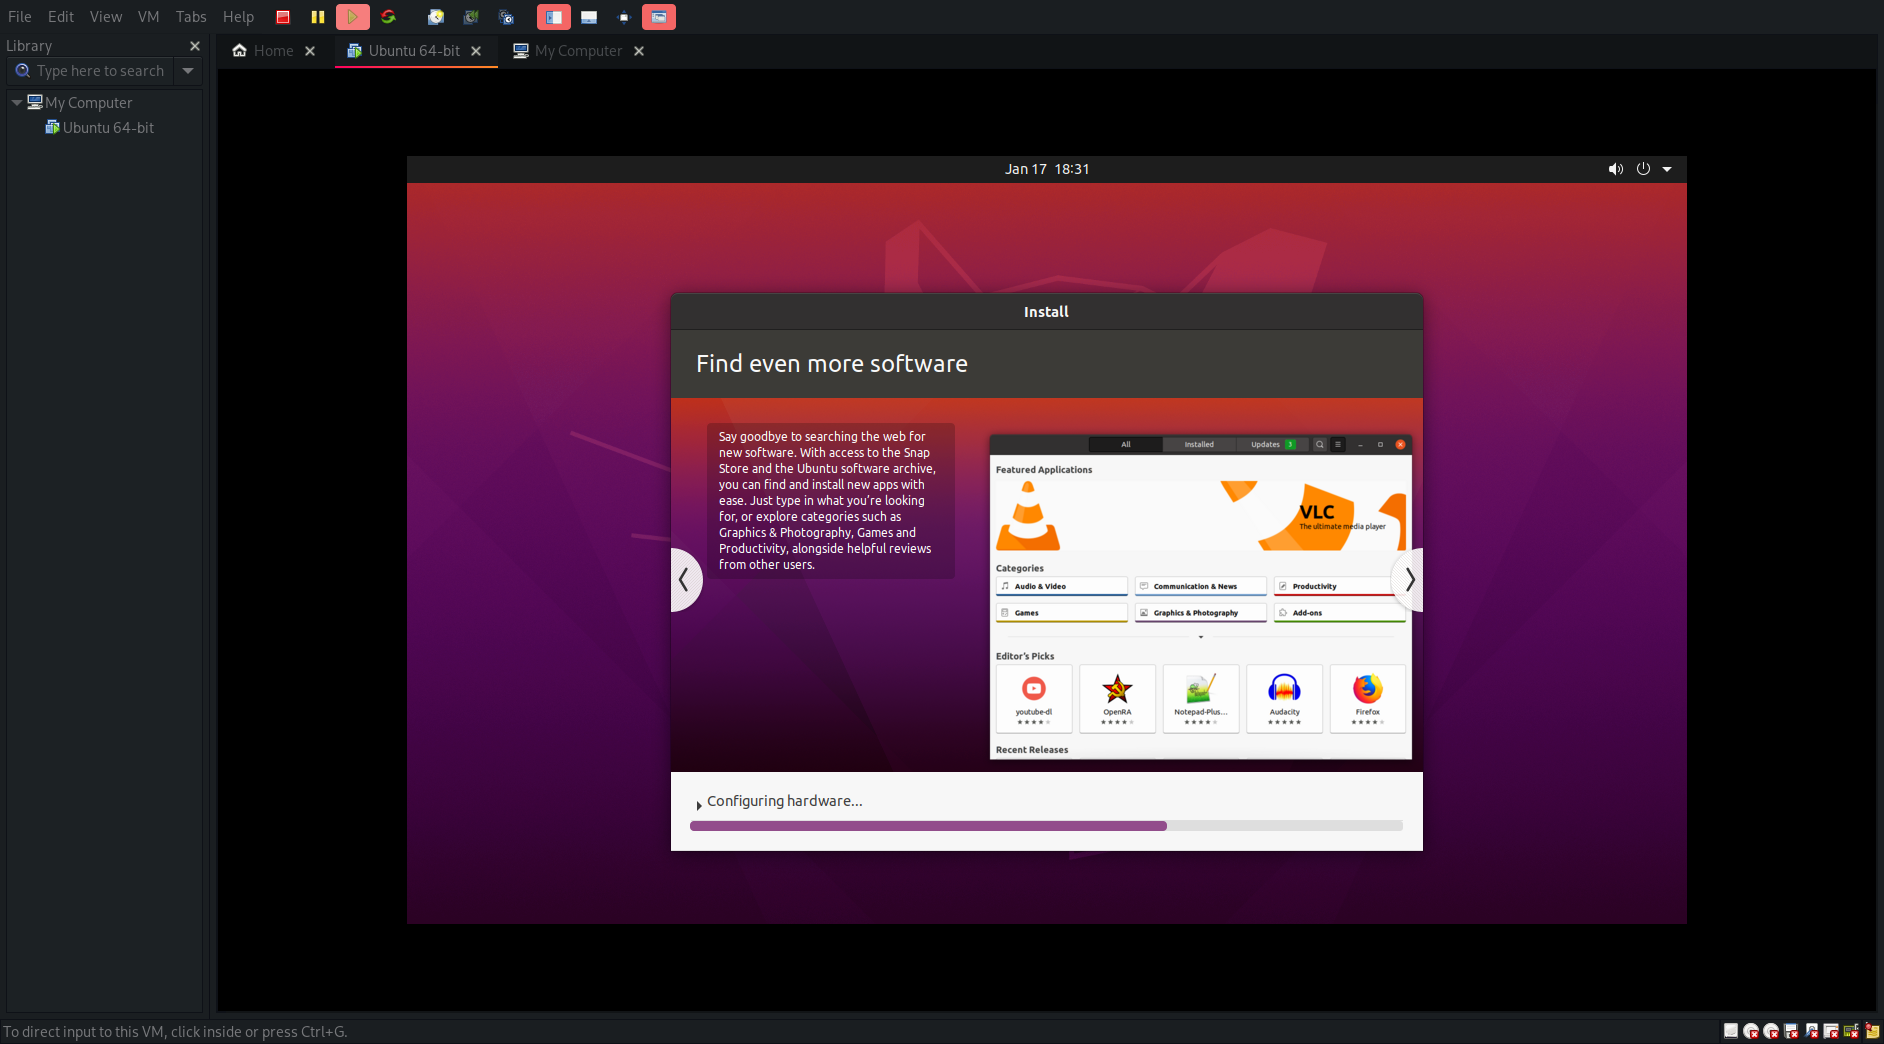 File Edit View VM Tabs Help
Library
Type here to search
My Computer
Ubuntu 64-bit
Home
Ubuntu 64-bit
My Computer
Jan 17 18:31
Install
Find even more software
Say goodbye to searching the web for
new software. With access to the Snap
Store and the Ubuntu software archive,
you can find and install new apps with
ease. Just type in what you're looking
for, or explore categories such as
Graphics & Photography, Games and
Productivity, alongside helpful reviews
from other users.
All Installed Updates 3
Featured Applications
VLC
The ultimate media player
Categories
Audio & Video Communication & News Productivity
Games Graphics & Photography Add-ons
Editor's Picks
youtube-dl OpenRA Notepad-Plus... Audacity Firefox
Recent Releases
Configuring hardware...
To direct input to this VM, click inside or press Ctrl+G.